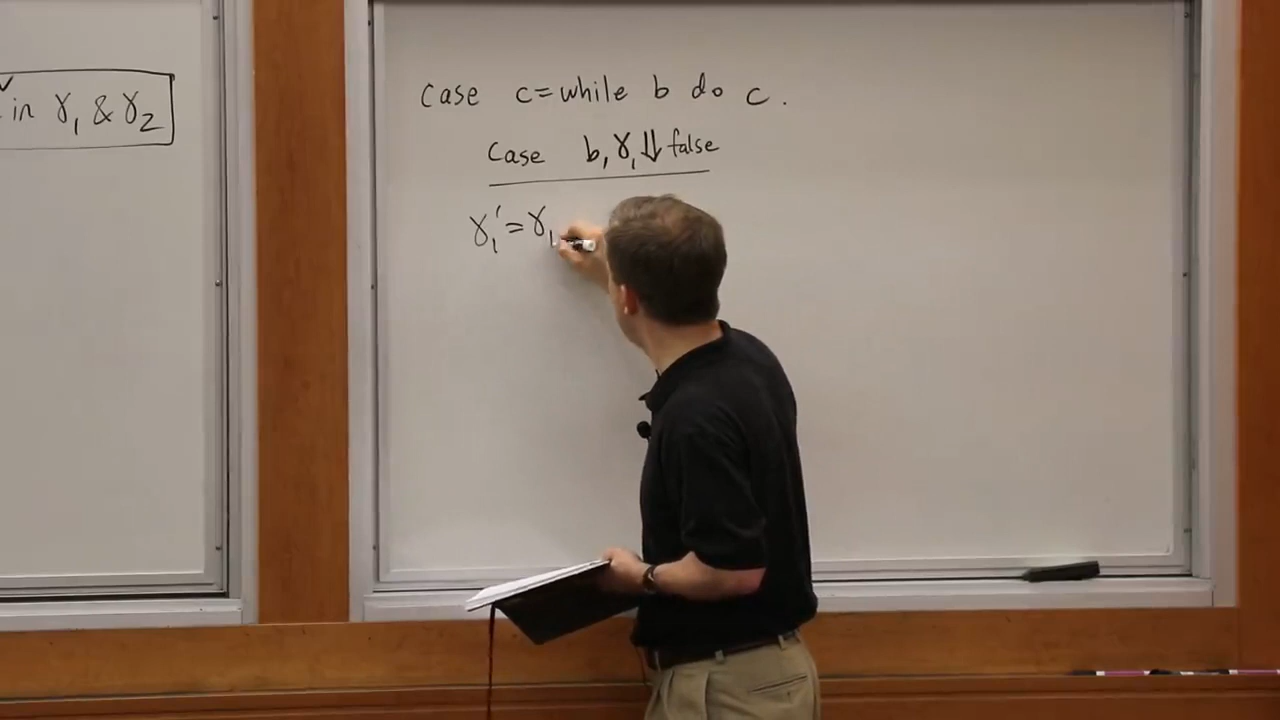 in γ₁ & γ₂
Case c = while b do c .
Case b, γ₁ ⇓ false
γ₁' = γ₁